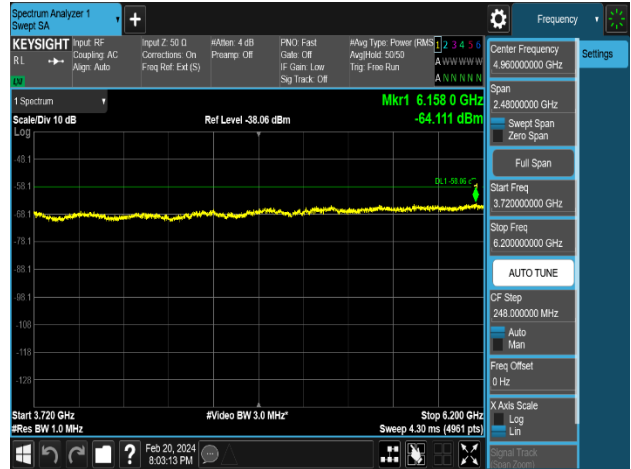 Spectrum Analyzer 1
Swept SA
Frequency
KEYSIGHT
RL
Input: RF
Coupling: AC
Align: Auto
Input Z: 50 Ω
Corrections: On
Freq Ref: Ext (S)
#Atten: 4 dB
Preamp: Off
PNO: Fast
Gate: Off
IF Gain: Low
Sig Track: Off
#Avg Type: Power (RMS
Avg|Hold: 50/50
Trig: Free Run
1 2 3 4 5 6
A W W W W W
A N N N N N
1 Spectrum
Mkr1 6.158 0 GHz
Scale/Div 10 dB
Ref Level -38.06 dBm
-64.111 dBm
Log
-48.1
-58.1
-68.1
-78.1
-88.1
-98.1
-108
-118
-128
1
Start 3.720 GHz
#Video BW 3.0 MHz*
Stop 6.200 GHz
#Res BW 1.0 MHz
Sweep 4.30 ms (4961 pts)
?
Feb 20, 2024
8:03:13 PM
Settings
Center Frequency
4.960000000 GHz
Span
2.48000000 GHz
Swept Span
Zero Span
Full Span
Start Freq
3.720000000 GHz
Stop Freq
6.200000000 GHz
AUTO TUNE
CF Step
248.000000 MHz
Auto
Man
Freq Offset
0 Hz
X Axis Scale
Log
Lin
Signal Track
(Span Zoom)